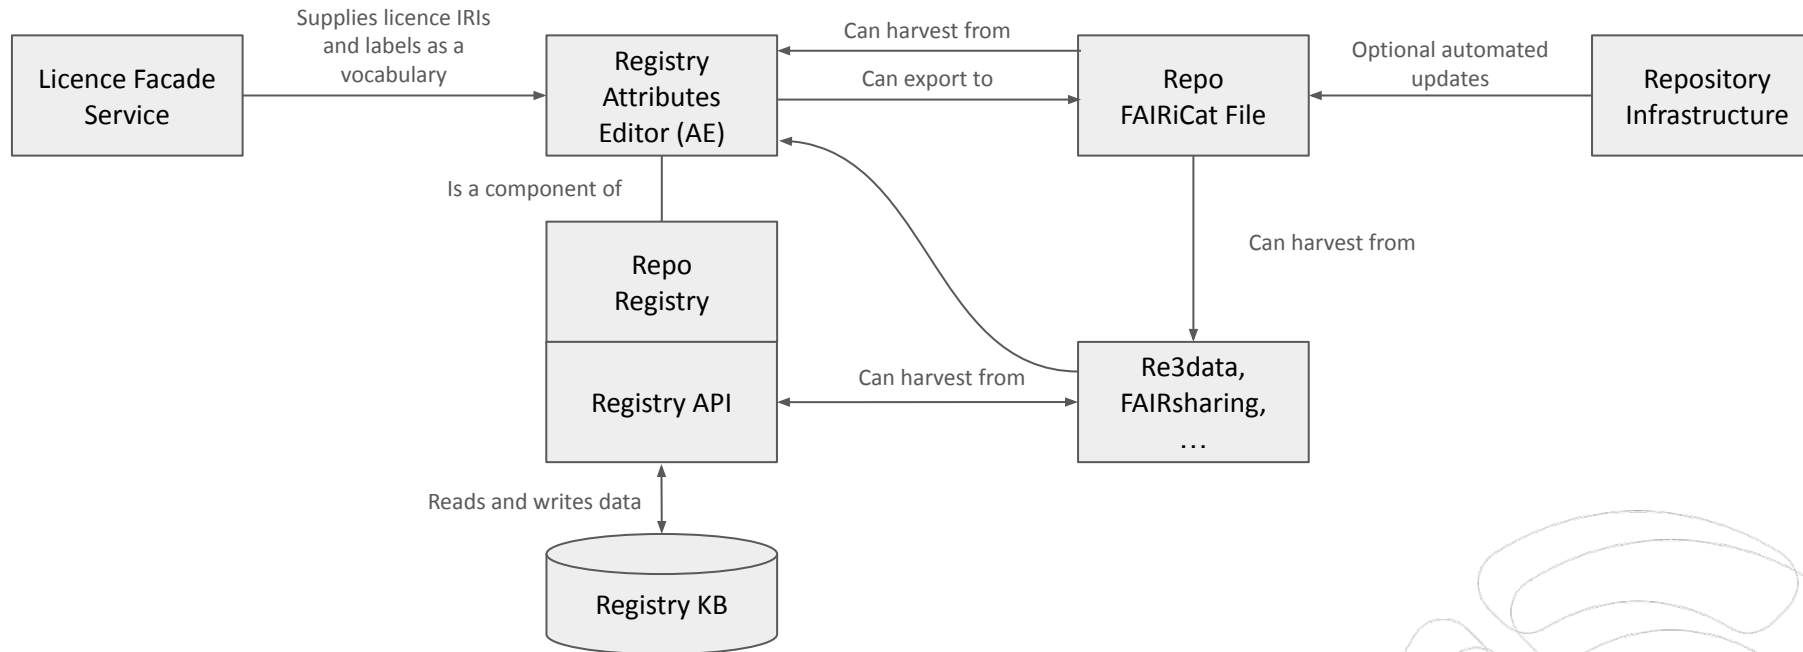 Supplies licence IRIs
and labels as a
vocabulary
Licence Facade
Service
Registry
Attributes
Editor (AE)
Can harvest from
Can export to
Repo
FAIRiCat File
Optional automated
updates
Repository
Infrastructure
Is a component of
Repo
Registry
Can harvest from
Registry API
Can harvest from
Re3data,
FAIRsharing,
...
Reads and writes data
Registry KB